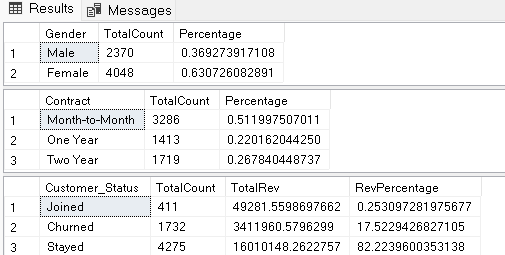 Results Messages
Gender TotalCount Percentage
1 Male 2370 0.369273917108
2 Female 4048 0.630726082891
Contract TotalCount Percentage
1 Month-to-Month 3286 0.511997507011
2 One Year 1413 0.220162044250
3 Two Year 1719 0.267840448737
Customer_Status TotalCount TotalRev RevPercentage
1 Joined 411 49281.5598697662 0.253097281975677
2 Churned 1732 3411960.5796299 17.5229426827105
3 Stayed 4275 16010148.2622757 82.2239600353138